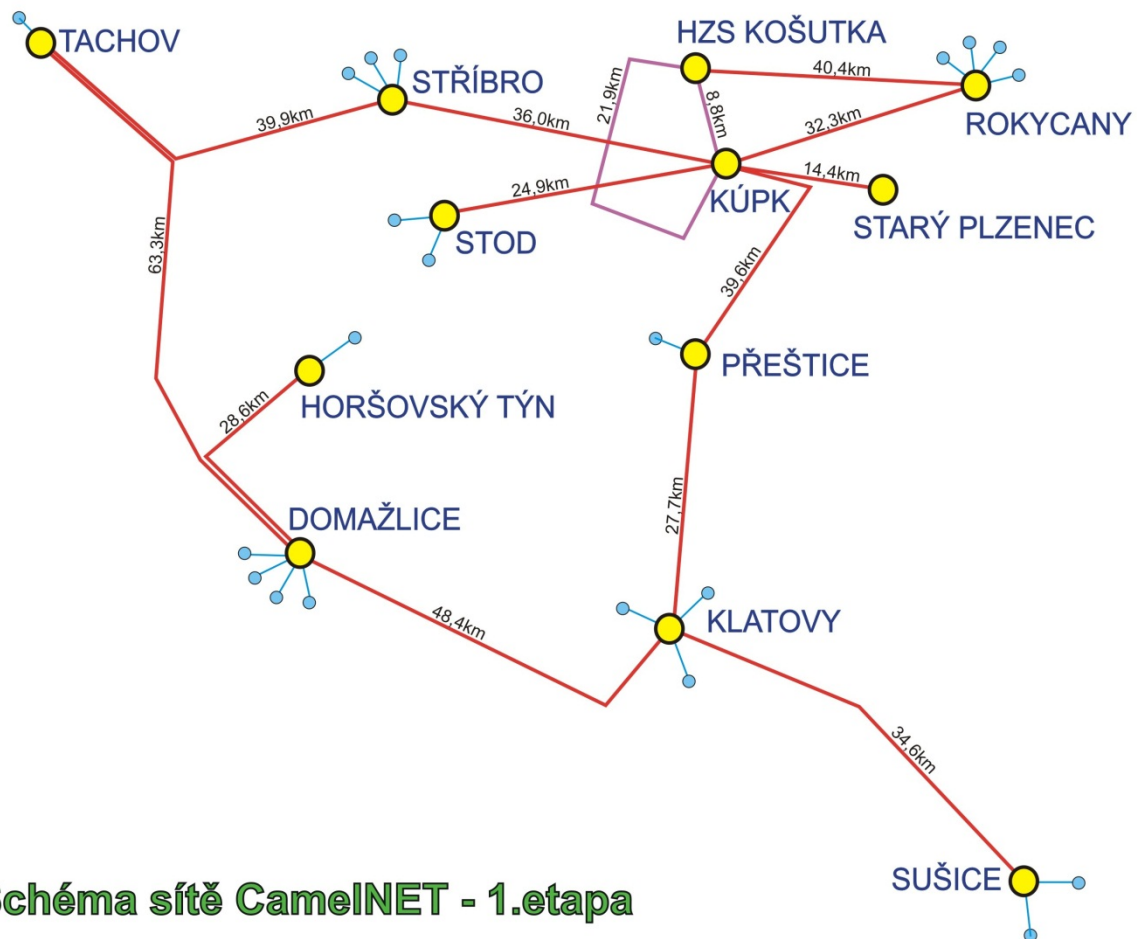 TACHOV
HZS KOŠUTKA
STŘÍBRO
40,4km
21,9km
8,8km
39,9km
36,0km
ROKYCANY
32,3km
14,4km
24,9km
KÚPK
STARÝ PLZENEC
STOD
63,3km
39,6km
PŘEŠTICE
HORŠOVSKÝ TÝN
28,6km
27,7km
DOMAŽLICE
48,4km
KLATOVY
34,6km
SUŠICE
Schéma sítě CamelNET - 1.etapa